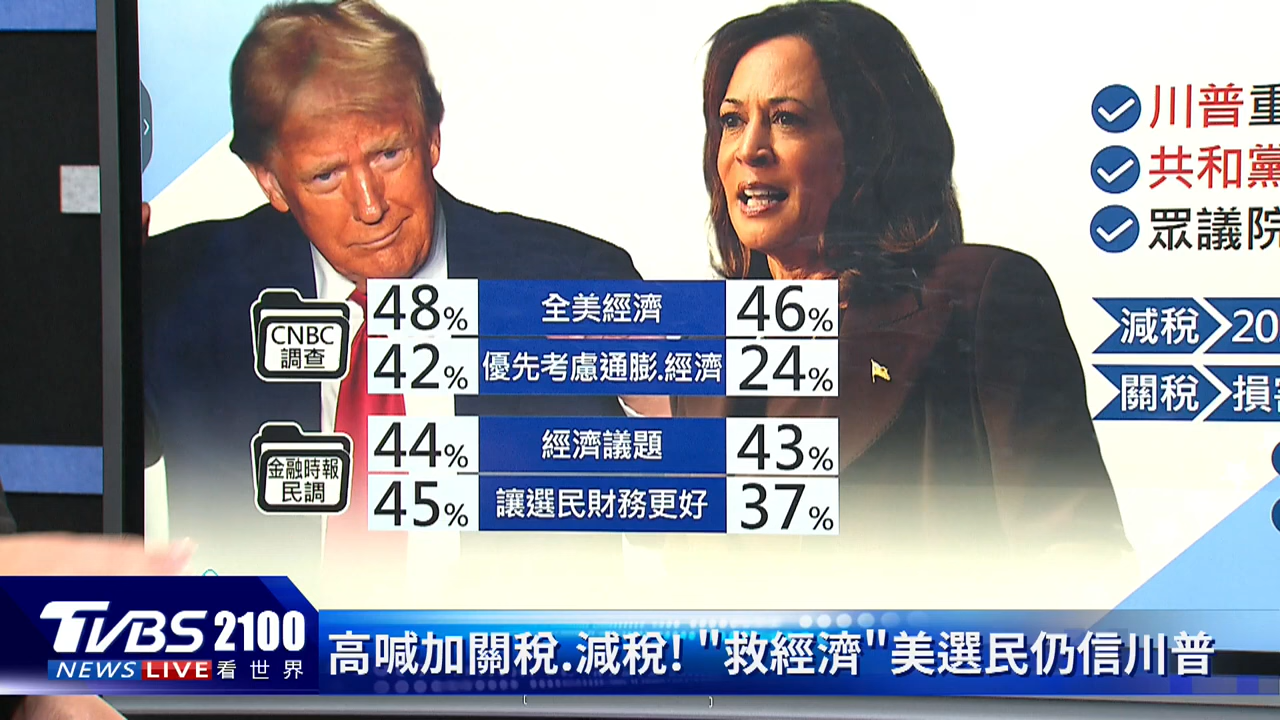 川普重
共和黨
眾議院
48% 全美經濟 46%
CNBC
調查
42% 優先考慮通膨.經濟 24%
減稅 20
關稅 損
44% 經濟議題 43%
金融時報
民調
45% 讓選民財務更好 37%
TVBS 2100
NEWS LIVE 看世界
高喊加關稅.減稅! "救經濟"美選民仍信川普